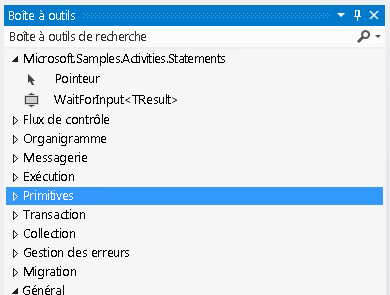 Boîte à outils
Boîte à outils de recherche
Microsoft.Samples.Activities.Statements
Pointeur
WaitForInput<TResult>
Flux de contrôle
Organigramme
Messagerie
Exécution
Primitives
Transaction
Collection
Gestion des erreurs
Migration
Général